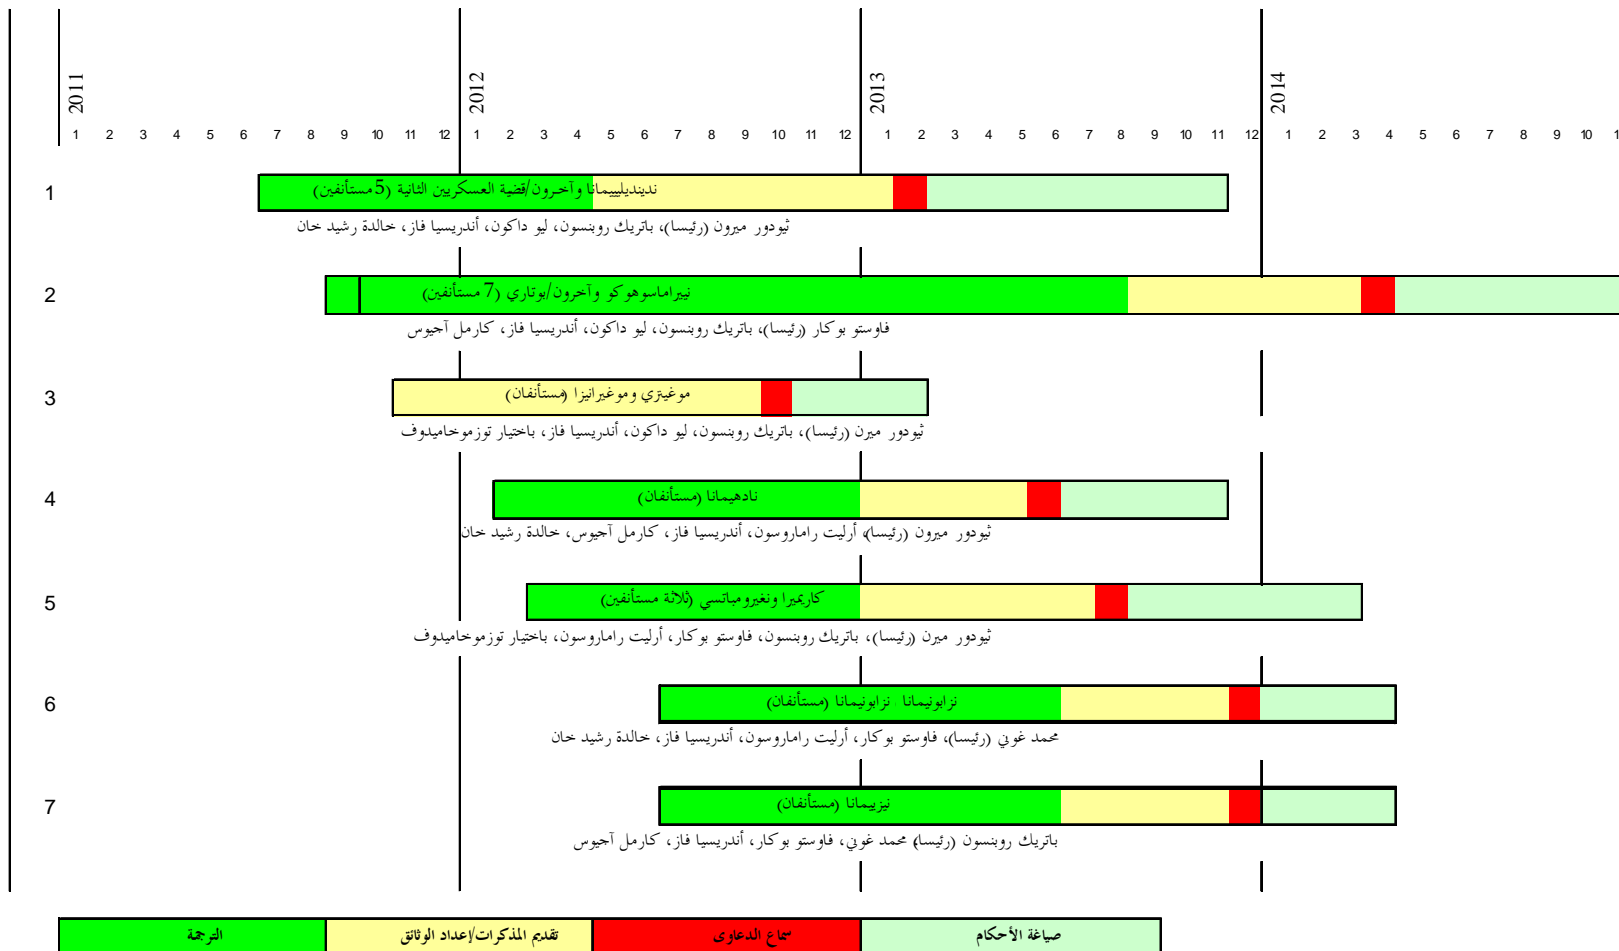 2011 2012 2013 2014
1 2 3 4 5 6 7 8 9 10 11 12 1 2 3 4 5 6 7 8 9 10 11 12 1 2 3 4 5 6 7 8 9 10 11 12 1 2 3 4 5 6 7 8 9 10 1
1
ندينديلييمانا وآخرون/قضية العسكريين الثانية (5 مستأنفين)
ثيودور ميرون (رئيسا)، باتريك روبنسون، ليو داكون، أندريسيا فاز، خالدة رشيد خان
2
نييراماسوهوكو وآخرون/بوتاري (7 مستأنفين)
فاوستو بوكار (رئيسا)، باتريك روبنسون، ليو داكون، أندريسيا فاز، كارمل آجيوس
3
موغيتري وموغيرانيزا (مستأنفان)
ثيودور ميرن (رئيسا)، باتريك روبنسون، ليو داكون، أندريسيا فاز، باختيار توزموخاميدوف
4
نادهيمانا (مستأنفان)
ثيودور ميرون (رئيسا)، أرليت راماروسون، أندريسيا فاز، كارمل آجيوس، خالدة رشيد خان
5
كاريميرا ونغيرومباتسي (ثلاثة مستأنفين)
ثيودور ميرن (رئيسا)، باتريك روبنسون، فاوستو بوكار، أرليت راماروسون، باختيار توزموخاميدوف
6
نزابونيمانا نزابونيمانا (مستأنفان)
محمد غوني (رئيسا)، فاوستو بوكار، أرليت راماروسون، أندريسيا فاز، خالدة رشيد خان
7
نيزييمانا (مستأنفان)
باتريك روبنسون (رئيسا) محمد غوني، فاوستو بوكار، أندريسيا فاز، كارمل آجيوس
الترجمة
تقديم المذكرات/إعداد الوثائق
سماع الدعاوى
صياغة الأحكام